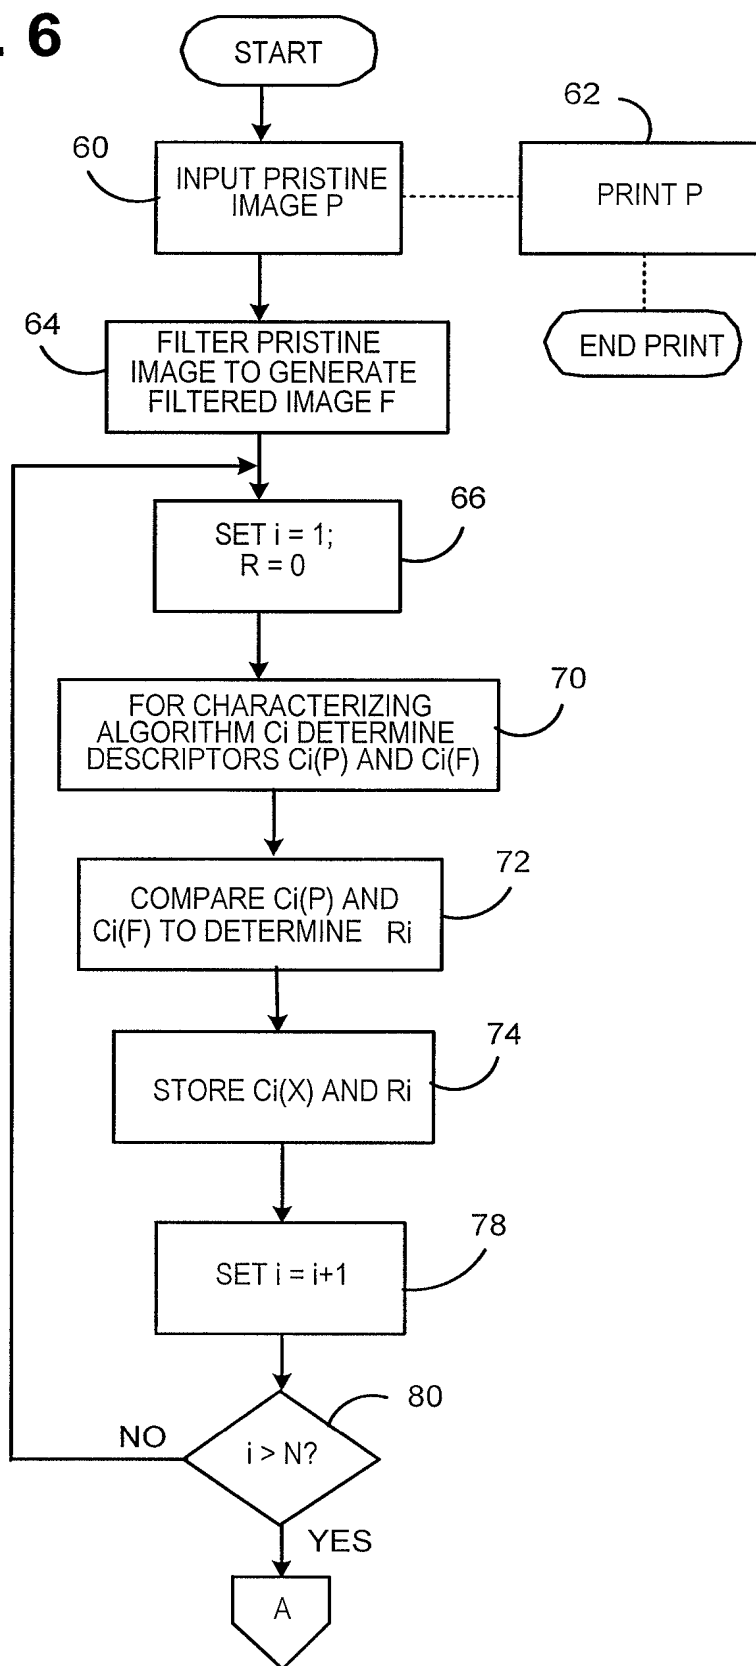 . 6
START
62
60
INPUT PRISTINE
IMAGE P
PRINT P
64
FILTER PRISTINE
IMAGE TO GENERATE
FILTERED IMAGE F
END PRINT
66
SET i = 1;
R = 0
70
FOR CHARACTERIZING
ALGORITHM Ci DETERMINE
DESCRIPTORS Ci(P) AND Ci(F)
72
COMPARE Ci(P) AND
Ci(F) TO DETERMINE Ri
74
STORE Ci(X) AND Ri
78
SET i = i+1
80
NO
i > N?
YES
A